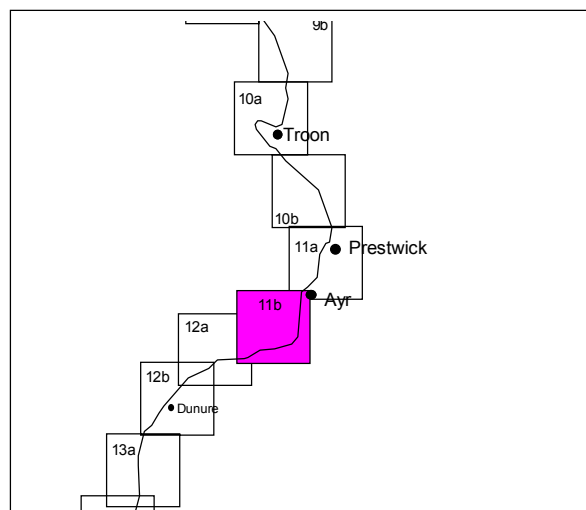 9b
10a
Troon
10b
11a
Prestwick
Ayr
11b
12a
12b
Dunure
13a